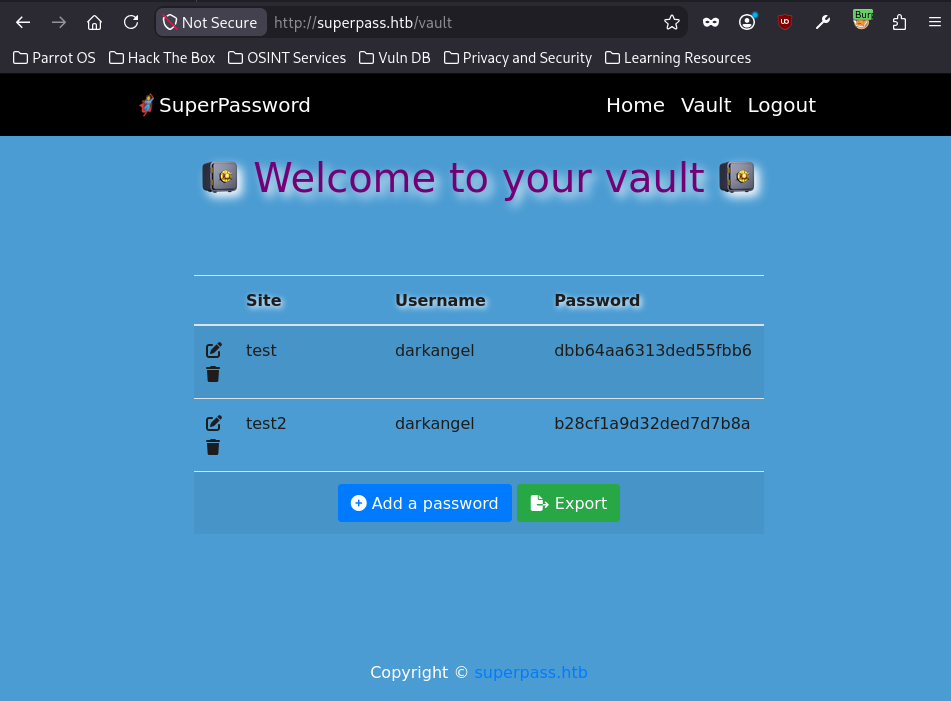 Not Secure http://superpass.htb/vault
Parrot OS Hack The Box OSINT Services Vuln DB Privacy and Security Learning Resources
SuperPassword Home Vault Logout
Welcome to your vault
Site Username Password
test darkangel dbb64aa6313ded55fbb6
test2 darkangel b28cf1a9d32ded7d7b8a
Add a password Export
Copyright © superpass.htb